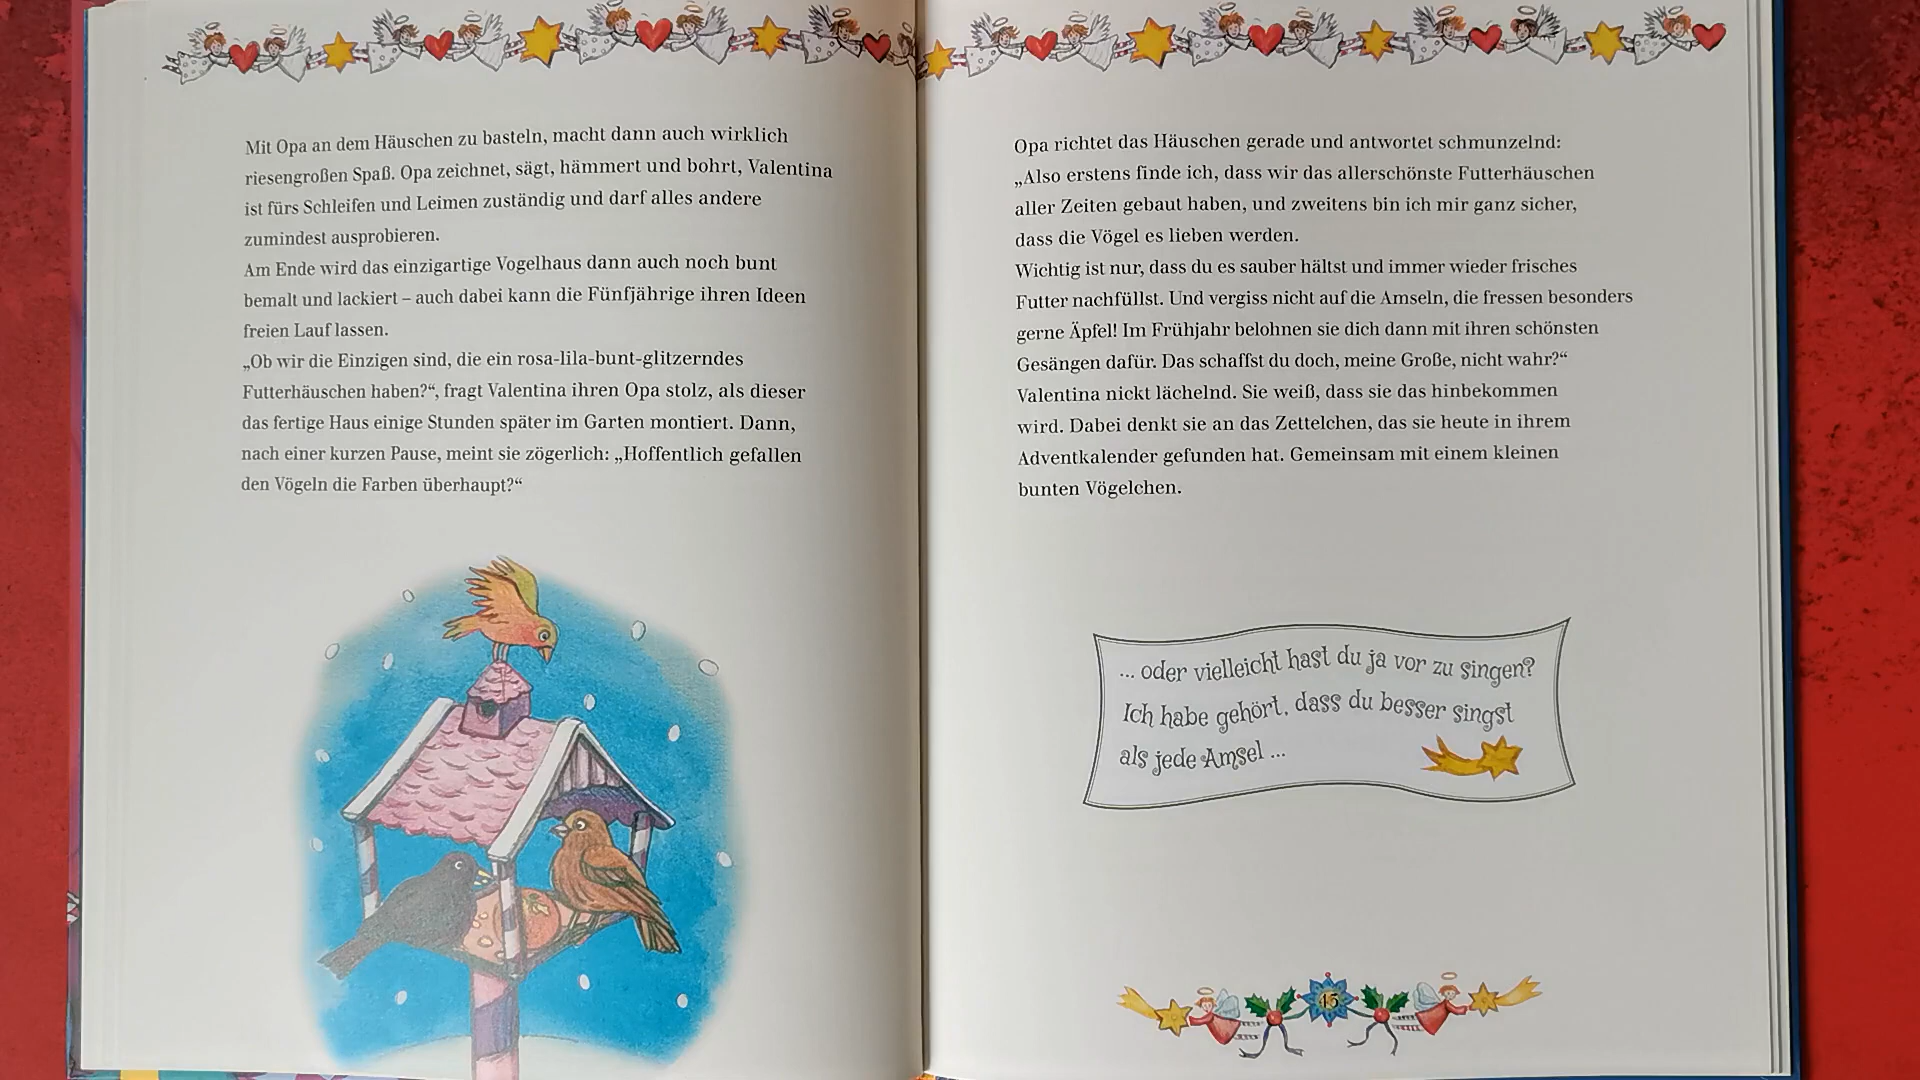 Mit Opa an dem Häuschen zu basteln, macht dann auch wirklich
riesengroßen Spaß. Opa zeichnet, sägt, hämmert und bohrt, Valentina
ist fürs Schleifen und Leimen zuständig und darf alles andere
zumindest ausprobieren.
Am Ende wird das einzigartige Vogelhaus dann auch noch bunt
bemalt und lackiert – auch dabei kann die Fünfjährige ihren Ideen
freien Lauf lassen.
„Ob wir die Einzigen sind, die ein rosa-lila-bunt-glitzerndes
Futterhäuschen haben?“, fragt Valentina ihren Opa stolz, als dieser
das fertige Haus einige Stunden später im Garten montiert. Dann,
nach einer kurzen Pause, meint sie zögerlich: „Hoffentlich gefallen
den Vögeln die Farben überhaupt?“
Opa richtet das Häuschen gerade und antwortet schmunzelnd:
„Also erstens finde ich, dass wir das allerschönste Futterhäuschen
aller Zeiten gebaut haben, und zweitens bin ich mir ganz sicher,
dass die Vögel es lieben werden.
Wichtig ist nur, dass du es sauber hältst und immer wieder frisches
Futter nachfüllst. Und vergiss nicht auf die Amseln, die fressen besonders
gerne Äpfel! Im Frühjahr belohnen sie dich dann mit ihren schönsten
Gesängen dafür. Das schaffst du doch, meine Große, nicht wahr?“
Valentina nickt lächelnd. Sie weiß, dass sie das hinbekommen
wird. Dabei denkt sie an das Zettelchen, das sie heute in ihrem
Adventkalender gefunden hat. Gemeinsam mit einem kleinen
bunten Vögelchen.
... oder vielleicht hast du ja vor zu singen?
Ich habe gehört, dass du besser singst
als jede Amsel ...
45